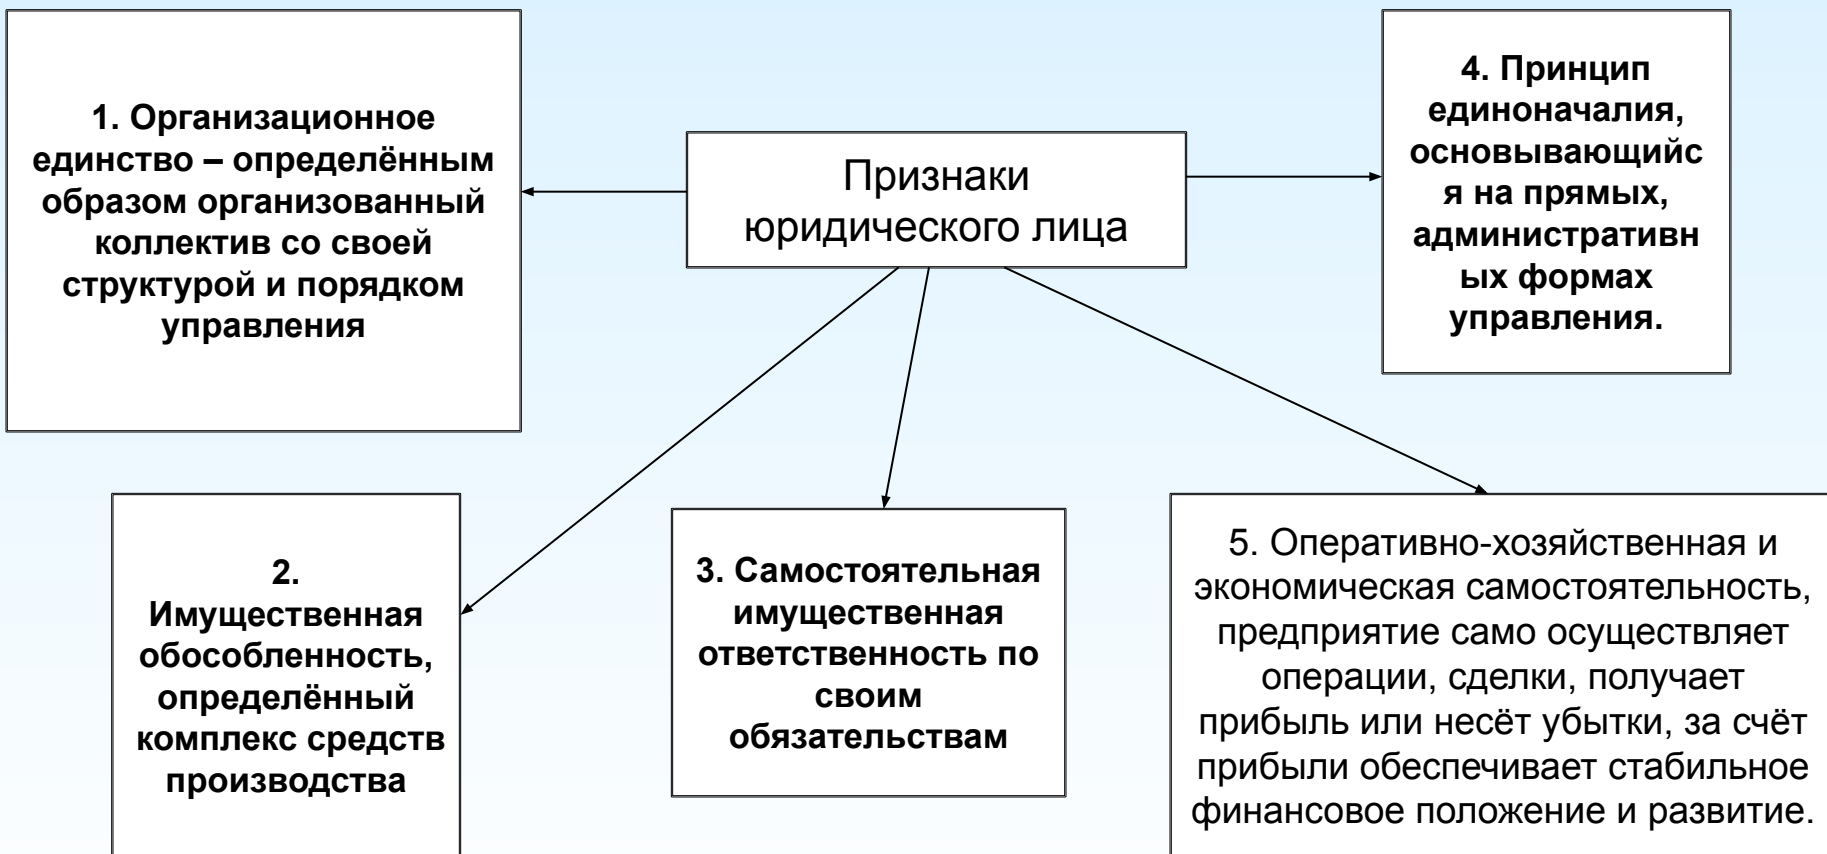 Признаки
юридического лица
1. Организационное
единство – определённым
образом организованный
коллектив со своей
структурой и порядком
управления
2.
Имущественная
обособленность,
определённый
комплекс средств
производства
3. Самостоятельная
имущественная
ответственность по
своим
обязательствам
4. Принцип
единоначалия,
основывающийс
я на прямых,
административн
ых формах
управления.
5. Оперативно-хозяйственная и
экономическая самостоятельность,
предприятие само осуществляет
операции, сделки, получает
прибыль или несёт убытки, за счёт
прибыли обеспечивает стабильное
финансовое положение и развитие.